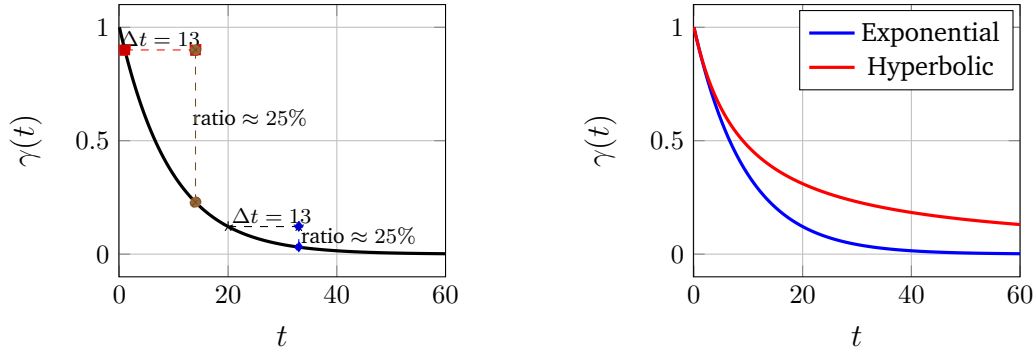 1
0.5
0
γ(t)
Δt = 13
ratio ≈ 25%
Δt = 13
ratio ≈ 25%
0
20
40
60
t
1
0.5
0
γ(t)
Exponential
Hyperbolic
0
20
40
60
t